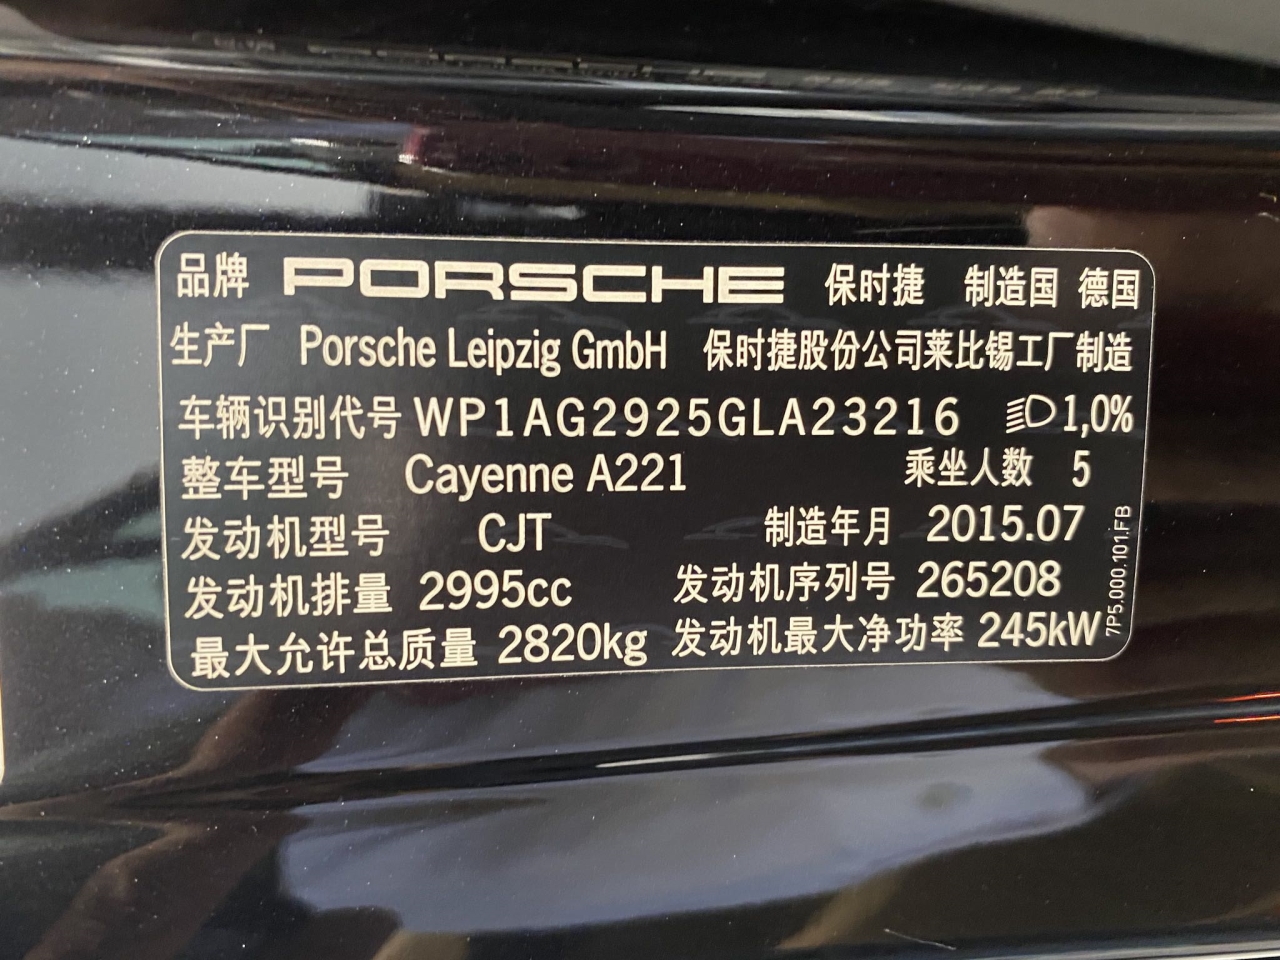 品牌 PORSCHE 保时捷 制造国 德国
生产厂 Porsche Leipzig GmbH 保时捷股份公司莱比锡工厂制造
车辆识别代号 WP1AG2925GLA23216 1,0%
整车型号 Cayenne A221 乘坐人数 5
发动机型号 CJT 制造年月 2015.07
发动机排量 2995cc 发动机序列号 265208
最大允许总质量 2820kg 发动机最大净功率 245kW
7P5.000.101.FB